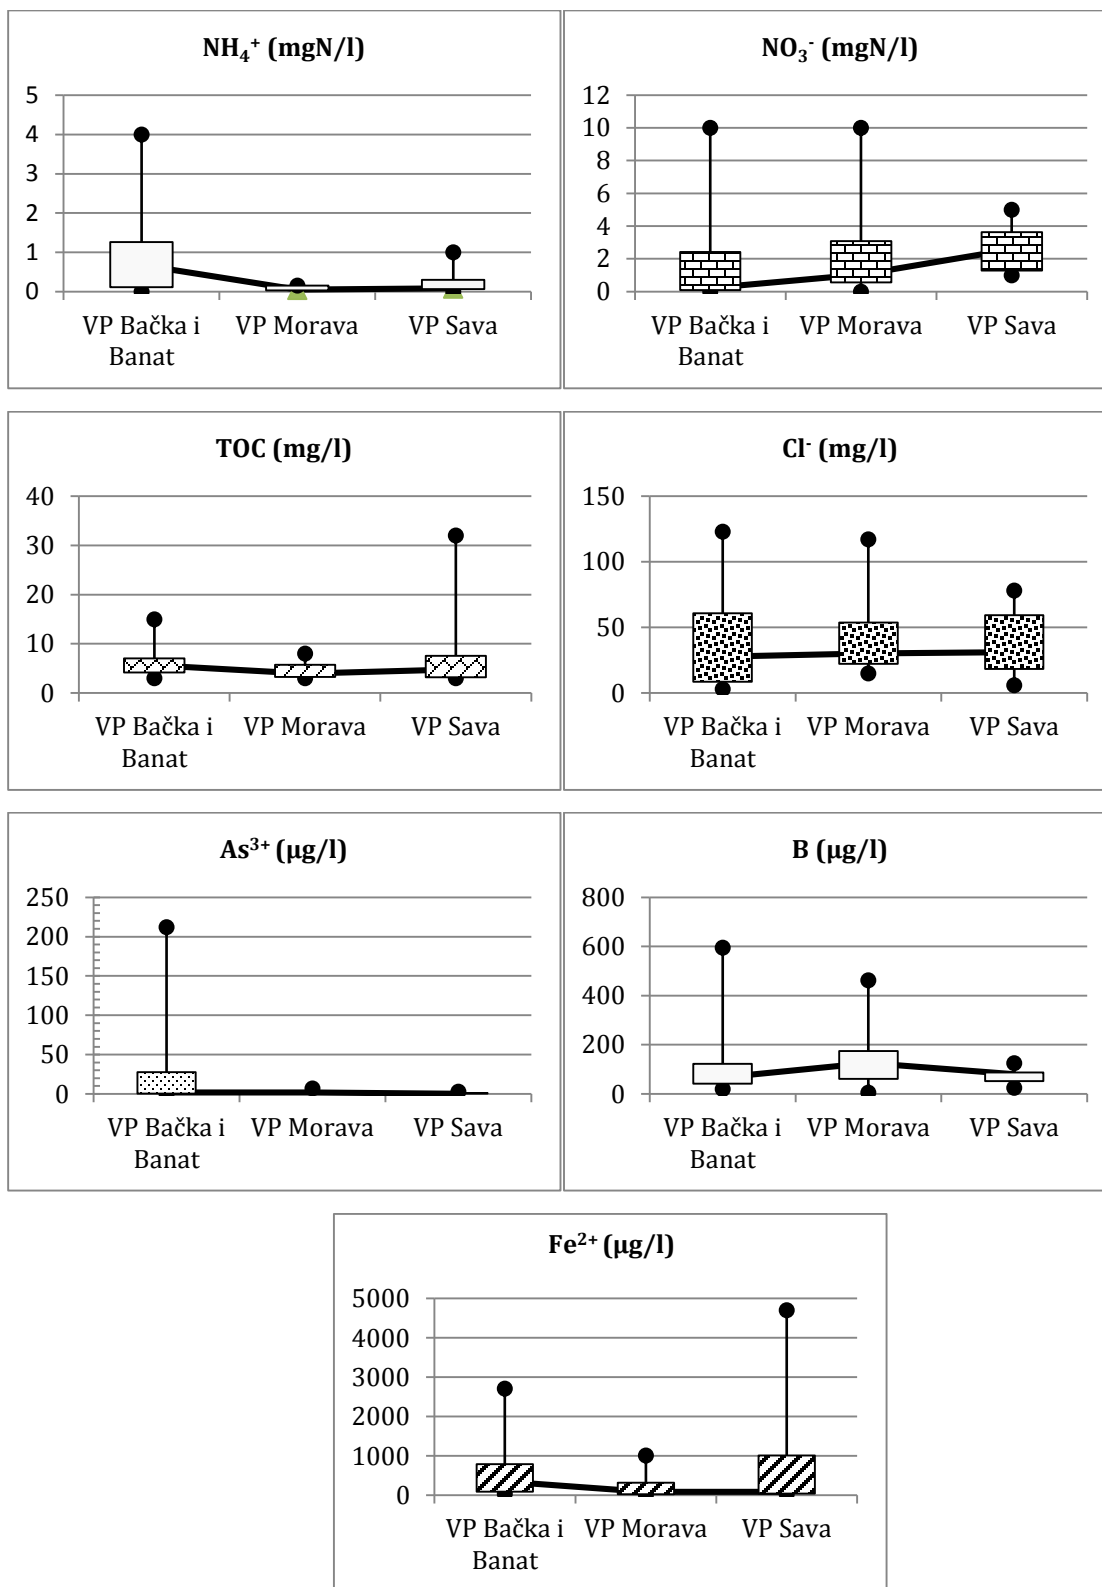 NH₄⁺ (mgN/l)
5
4
3
2
1
0
VP Bačka i
Banat
VP Morava
VP Sava
NO₃⁻ (mgN/l)
12
10
8
6
4
2
0
VP Bačka i
Banat
VP Morava
VP Sava
TOC (mg/l)
40
30
20
10
0
VP Bačka i
Banat
VP Morava
VP Sava
Cl⁻ (mg/l)
150
100
50
0
VP Bačka i
Banat
VP Morava
VP Sava
As³⁺ (µg/l)
250
200
150
100
50
0
VP Bačka i
Banat
VP Morava
VP Sava
B (µg/l)
800
600
400
200
0
VP Bačka i
Banat
VP Morava
VP Sava
Fe²⁺ (µg/l)
5000
4000
3000
2000
1000
0
VP Bačka i
Banat
VP Morava
VP Sava